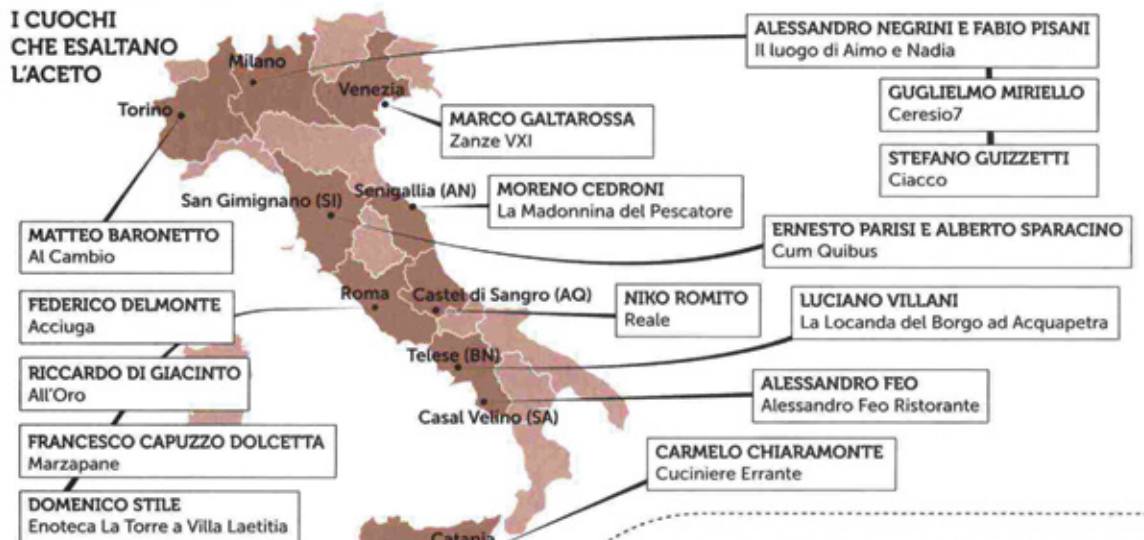 I CUOCHI
CHE ESALTANO
L'ACETO
Milano
Torino
Venezia
ALESSANDRO NEGRINI E FABIO PISANI
Il luogo di Aimo e Nadia
GUGLIELMO MIRIELLO
Ceresio7
STEFANO GUIZZETTI
Ciacco
MARCO GALTAROSSA
Zanze VXI
San Gimignano (SI)
Senigallia (AN)
MORENO CEDRONI
La Madonnina del Pescatore
MATTEO BARONETTO
Al Cambio
ERNESTO PARISI E ALBERTO SPARACINO
Cum Quibus
FEDERICO DELMONTE
Acciuga
Roma
Castel di Sangro (AQ)
NIKO ROMITO
Reale
LUCIANO VILLANI
La Locanda del Borgo ad Acquapetra
RICCARDO DI GIACINTO
All'Oro
Telese (BN)
ALESSANDRO FEO
Alessandro Feo Ristorante
Casal Velino (SA)
FRANCESCO CAPUZZO DOLCETTA
Marzapane
CARMELO CHIARAMONTE
Cuciniere Errante
DOMENICO STILE
Enoteca La Torre a Villa Laetitia
Catania